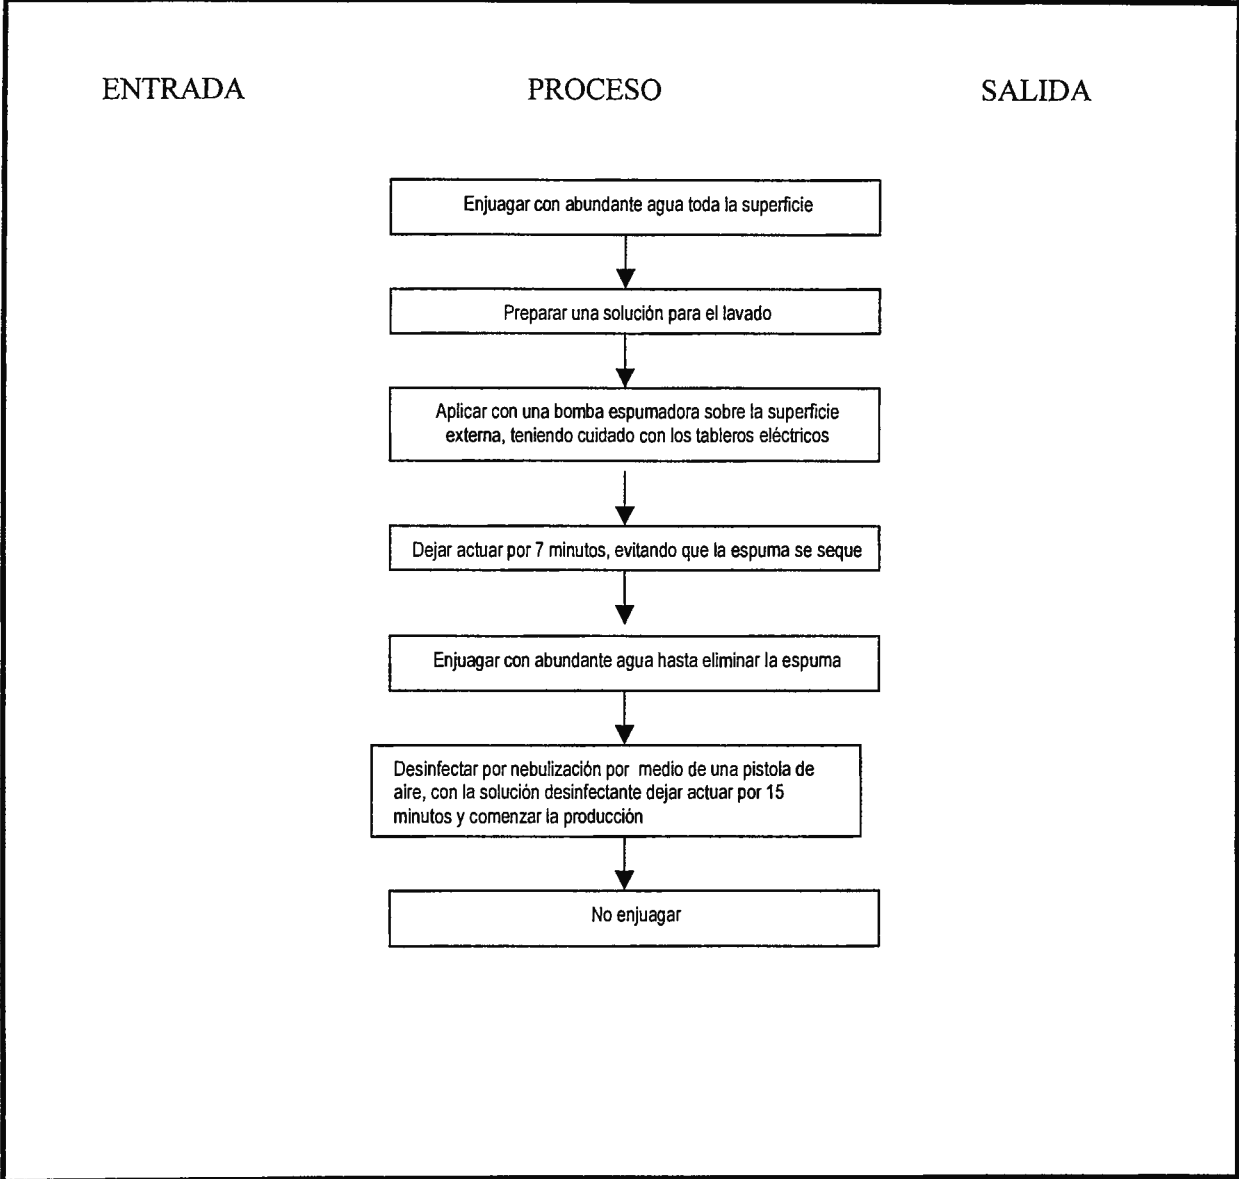 ENTRADA
PROCESO
SALIDA
Enjuagar con abundante agua toda la superficie
Preparar una solución para el lavado
Aplicar con una bomba espumadora sobre la superficie
externa, teniendo cuidado con los tableros eléctricos
Dejar actuar por 7 minutos, evitando que la espuma se seque
Enjuagar con abundante agua hasta eliminar la espuma
Desinfectar por nebulización por medio de una pistola de
aire, con la solución desinfectante dejar actuar por 15
minutos y comenzar la producción
No enjuagar